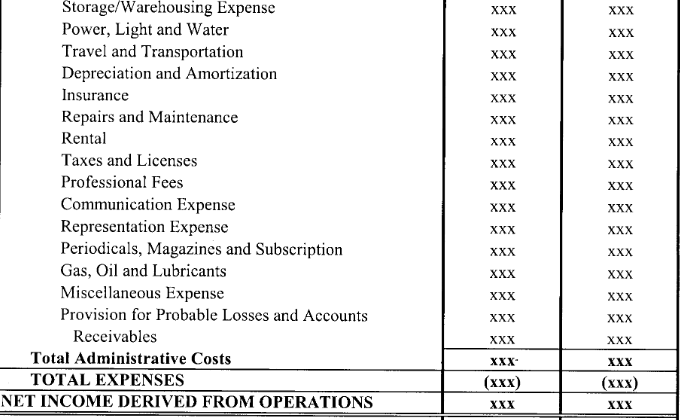 Storage/Warehousing Expense xxx xxx
Power, Light and Water xxx xxx
Travel and Transportation xxx xxx
Depreciation and Amortization xxx xxx
Insurance xxx xxx
Repairs and Maintenance xxx xxx
Rental xxx xxx
Taxes and Licenses xxx xxx
Professional Fees xxx xxx
Communication Expense xxx xxx
Representation Expense xxx xxx
Periodicals, Magazines and Subscription xxx xxx
Gas, Oil and Lubricants xxx xxx
Miscellaneous Expense xxx xxx
Provision for Probable Losses and Accounts xxx xxx
Receivables xxx xxx
Total Administrative Costs xxx xxx
TOTAL EXPENSES (xxx) (xxx)
NET INCOME DERIVED FROM OPERATIONS xxx xxx